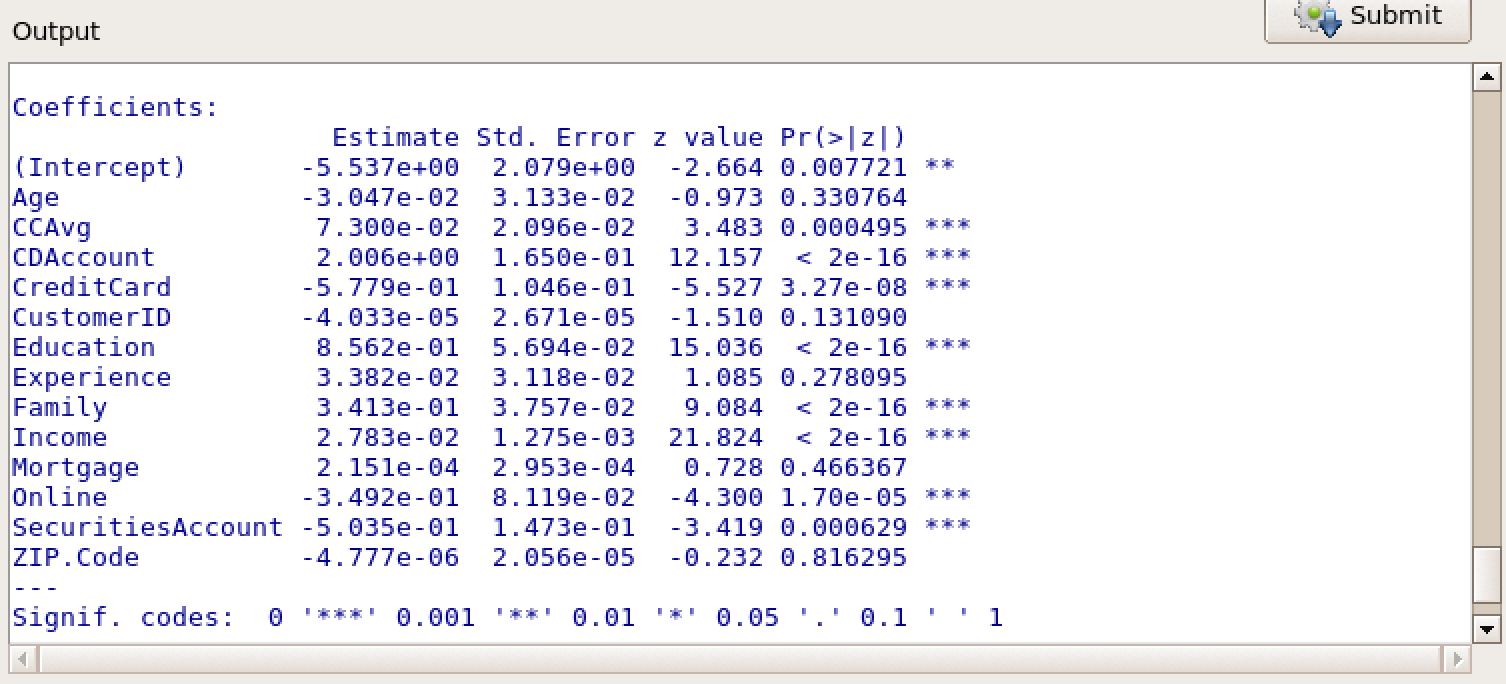 Submit
Output
Coefficients:
Estimate Std. Error z value Pr(>|z|)
(Intercept) -5.537e+00 2.079e+00 -2.664 0.007721 **
Age -3.047e-02 3.133e-02 -0.973 0.330764
CCAvg 7.300e-02 2.096e-02 3.483 0.000495 ***
CDAccount 2.006e+00 1.650e-01 12.157 < 2e-16 ***
CreditCard -5.779e-01 1.046e-01 -5.527 3.27e-08 ***
CustomerID -4.033e-05 2.671e-05 -1.510 0.131090
Education 8.562e-01 5.694e-02 15.036 < 2e-16 ***
Experience 3.382e-02 3.118e-02 1.085 0.278095
Family 3.413e-01 3.757e-02 9.084 < 2e-16 ***
Income 2.783e-02 1.275e-03 21.824 < 2e-16 ***
Mortgage 2.151e-04 2.953e-04 0.728 0.466367
Online -3.492e-01 8.119e-02 -4.300 1.70e-05 ***
SecuritiesAccount -5.035e-01 1.473e-01 -3.419 0.000629 ***
ZIP.Code -4.777e-06 2.056e-05 -0.232 0.816295
---
Signif. codes: 0 '***' 0.001 '**' 0.01 '*' 0.05 '.' 0.1 ' ' 1